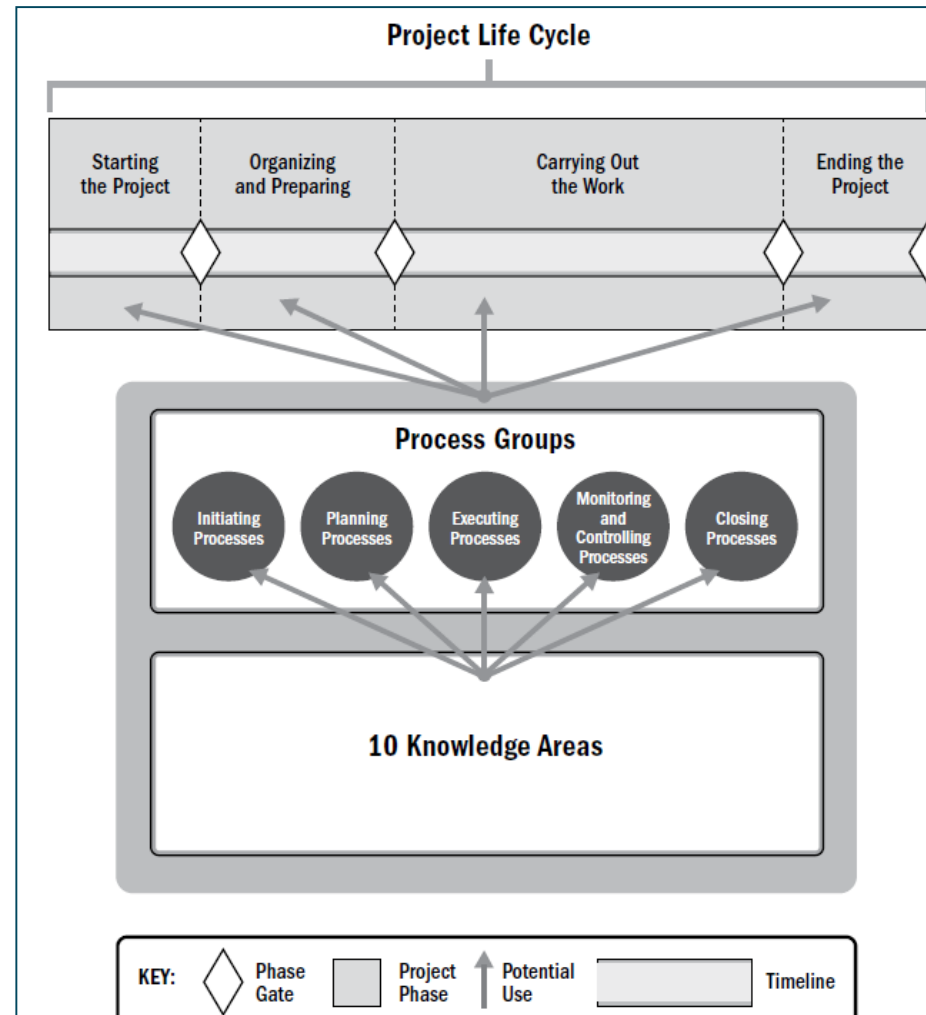 Project Life Cycle
Starting
the Project
Organizing
and Preparing
Carrying Out
the Work
Ending the
Project
Process Groups
Initiating
Processes
Planning
Processes
Executing
Processes
Monitoring
and
Controlling
Processes
Closing
Processes
10 Knowledge Areas
KEY:
Phase
Gate
Project
Phase
Potential
Use
Timeline